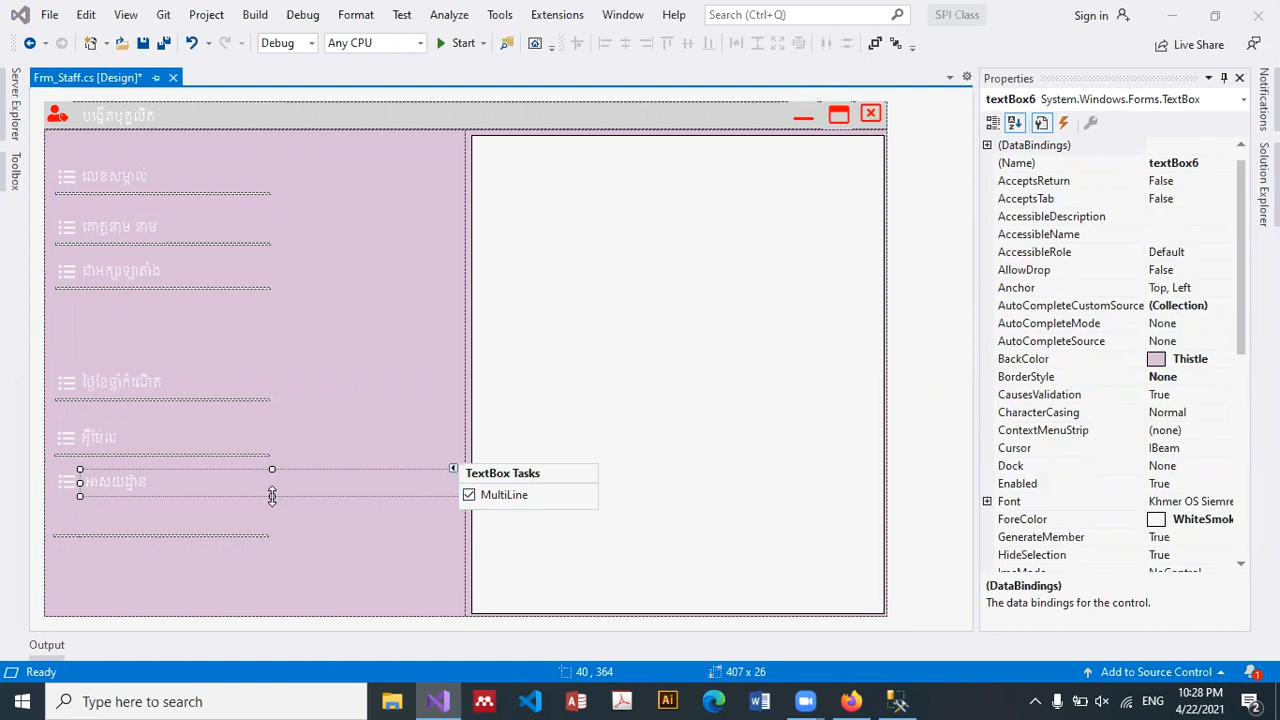 File Edit View Git Project Build Debug Format Test Analyze Tools Extensions Window Help Search (Ctrl+Q) SPI Class Sign in
Debug Any CPU Start Live Share
Server Explorer
Toolbox
Frm_Staff.cs [Design]*
បង្កើតបុគ្គលិក
លេខសម្គាល់
គោត្តនាម នាម
ជាអក្សរឡាតាំង
ថ្ងៃខែឆ្នាំកំណើត
អ៊ីម៉ែល
អាសយដ្ឋាន
TextBox Tasks
MultiLine
Properties
textBox6 System.Windows.Forms.TextBox
(DataBindings)
(Name) textBox6
AcceptsReturn False
AcceptsTab False
AccessibleDescription
AccessibleName
AccessibleRole Default
AllowDrop False
Anchor Top, Left
AutoCompleteCustomSource (Collection)
AutoCompleteMode None
AutoCompleteSource None
BackColor Thistle
BorderStyle None
CausesValidation True
CharacterCasing Normal
ContextMenuStrip (none)
Cursor IBeam
Dock None
Enabled True
Font Khmer OS Siemre
ForeColor WhiteSmok
GenerateMember True
HideSelection True
(DataBindings)
The data bindings for the control.
Notifications
Solution Explorer
Output
Ready 40 , 364 407 x 26 Add to Source Control 1
Type here to search ENG 10:28 PM
4/22/2021 2